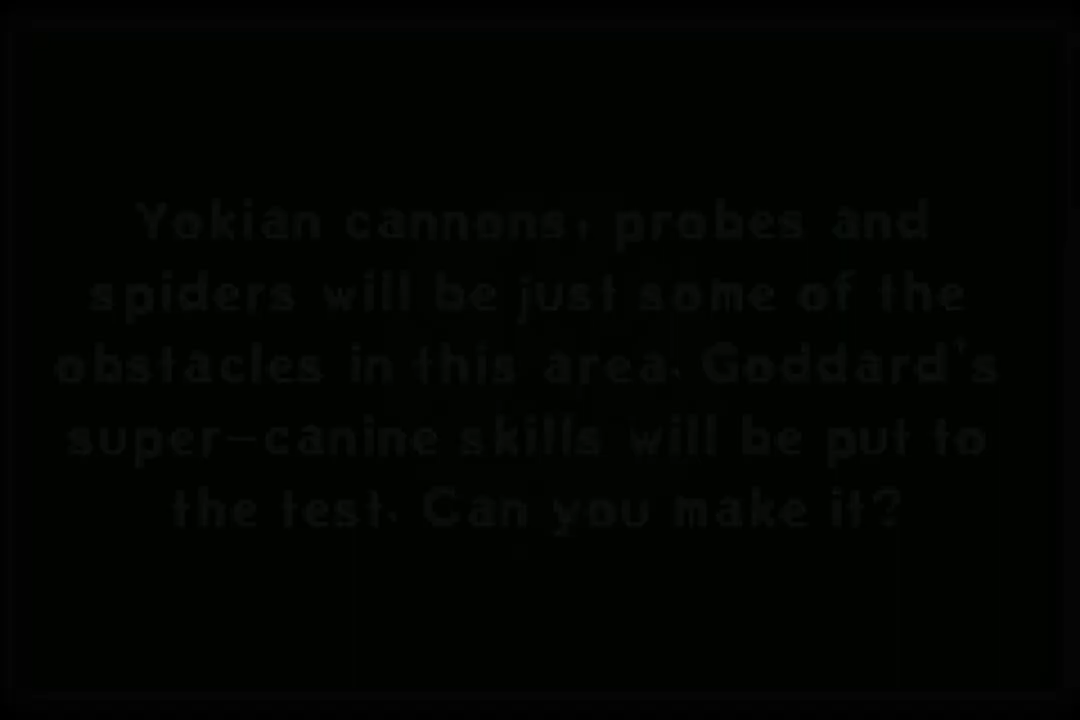 Yokian cannons, probes and
spiders will be just some of the
obstacles in this area. Goddard's
super-canine skills will be put to
the test. Can you make it?